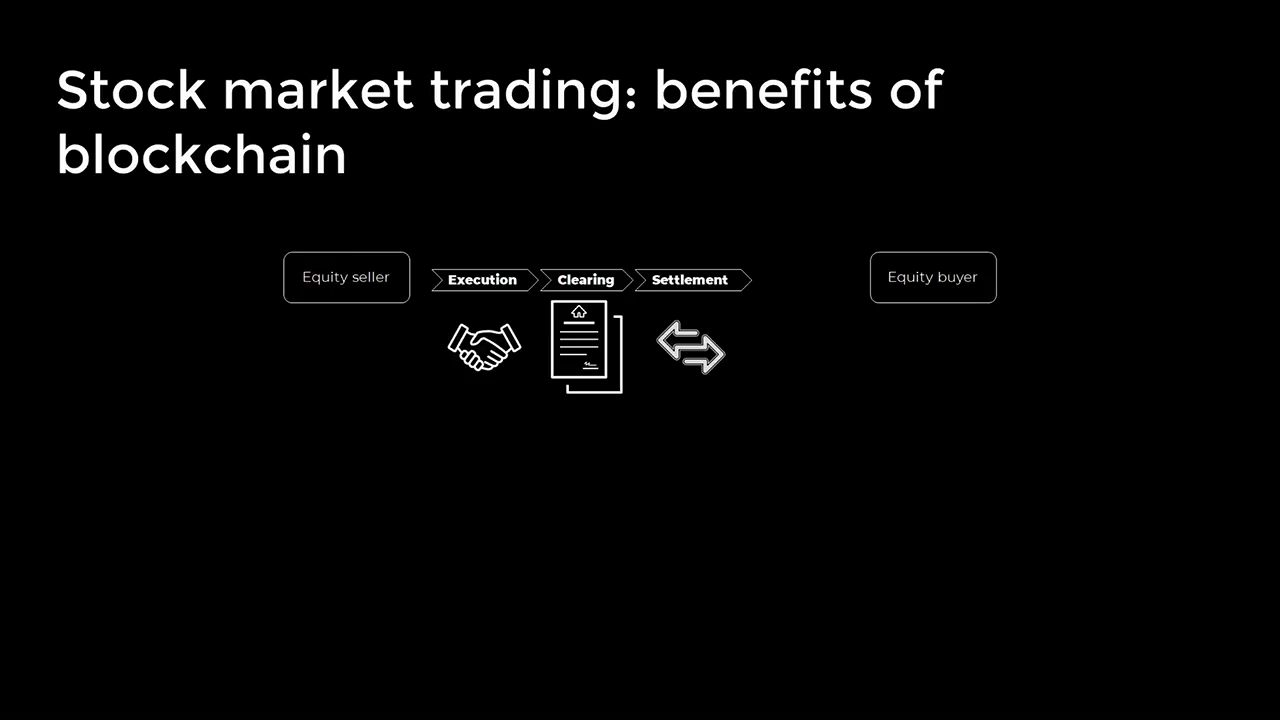 Stock market trading: benefits of
blockchain
Equity seller
Execution
Clearing
Settlement
Equity buyer